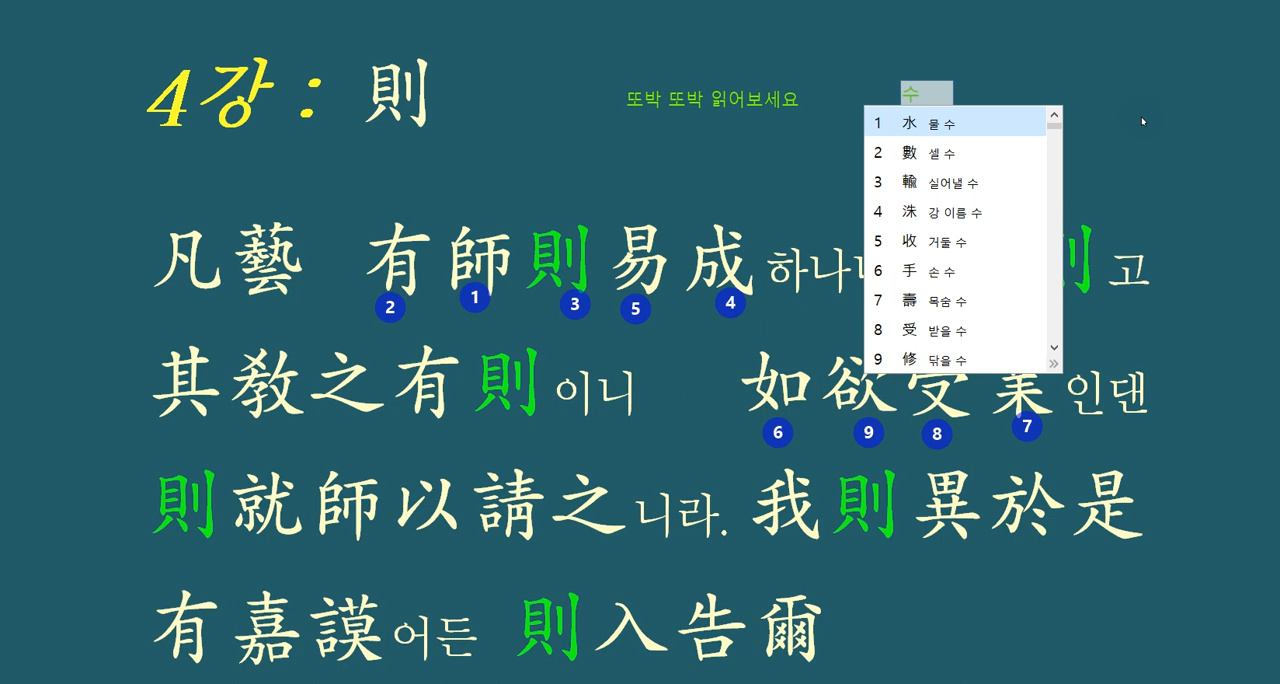 4강 : 則
또박 또박 읽어보세요
수
1 水 물 수
2 數 셀 수
3 輸 실어낼 수
4 洙 강 이름 수
5 收 거둘 수
6 手 손 수
7 壽 목숨 수
8 受 받을 수
9 修 닦을 수
凡藝 有師則易成 하나니 고
2 1 3 5 4
其敎之有則 이니 如欲受業 인댄
6 9 8 7
則就師以請之 니라. 我則異於是
有嘉謨 어든 則入告爾